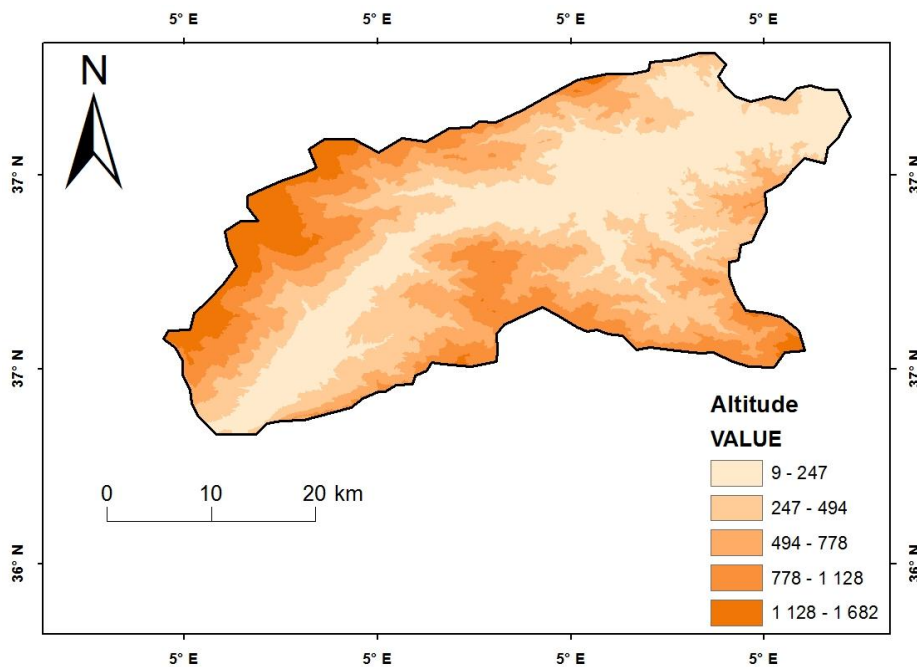 5° E 5° E 5° E 5° E
N
37° N 37° N
37° N 37° N
Altitude
VALUE
9 - 247
0 10 20 km
247 - 494
494 - 778
36° N 36° N
778 - 1 128
1 128 - 1 682
5° E 5° E 5° E 5° E